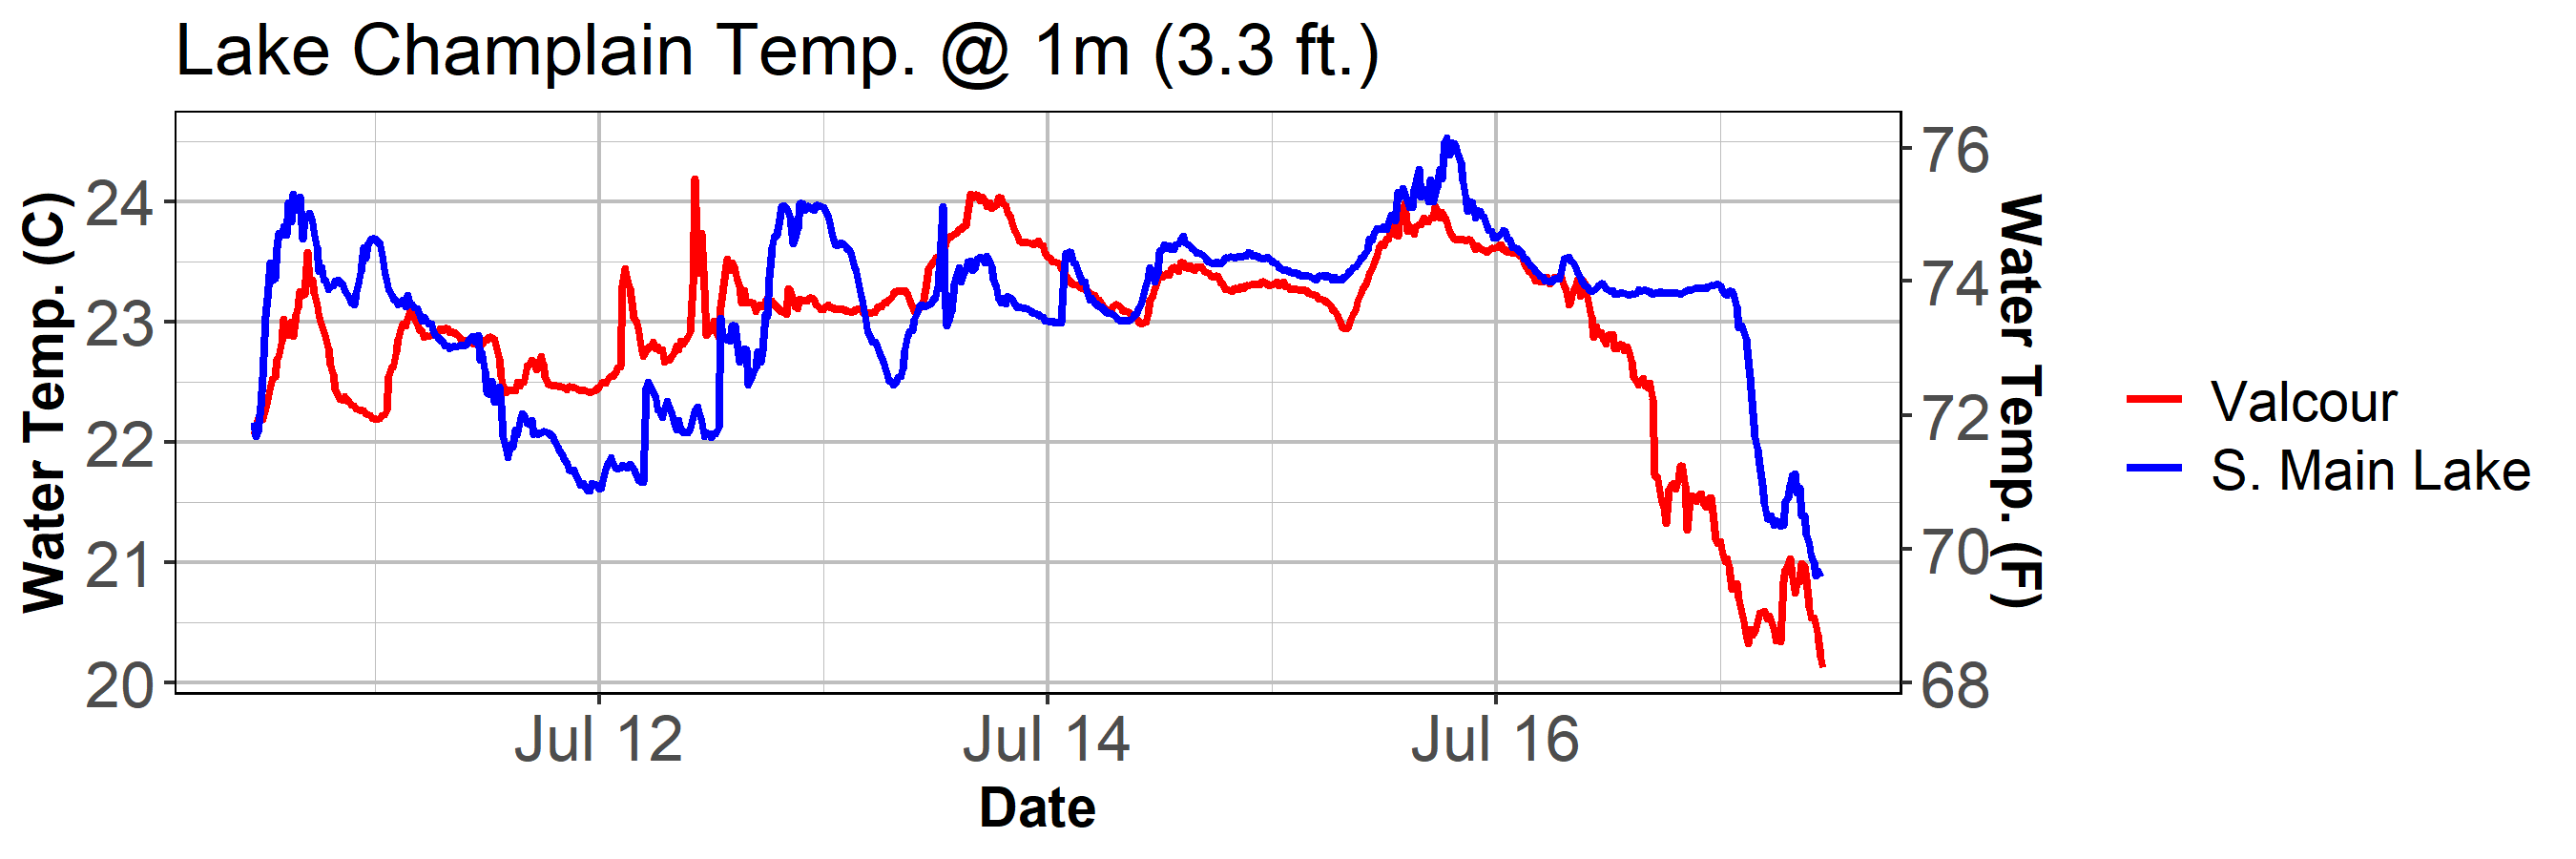 Lake Champlain Temp. @ 1m (3.3 ft.)
Water Temp. (C)
24
23
22
21
20
76
74
72
70
68
Water Temp. (F)
Jul 12
Jul 14
Jul 16
Date
Valcour
S. Main Lake